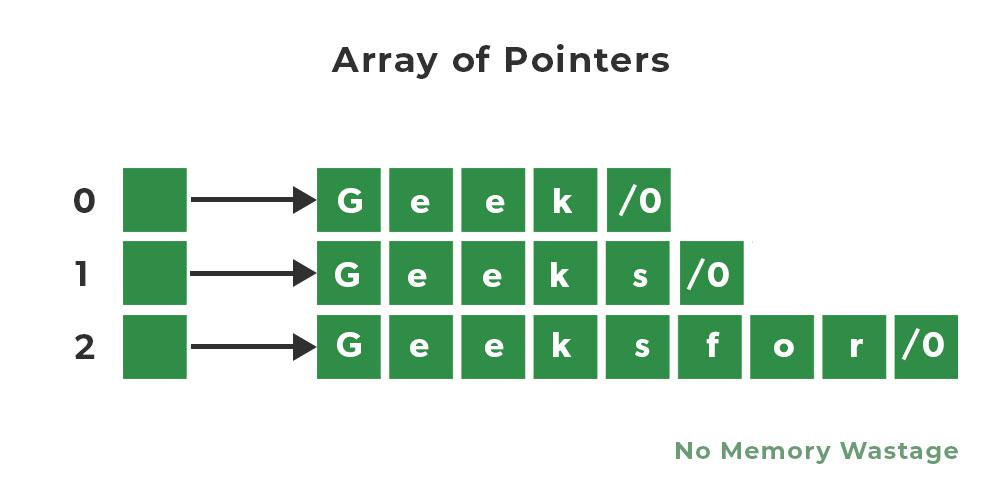 Array of Pointers
0 G e e k /0
1 G e e k s /0
2 G e e k s f o r /0
No Memory Wastage